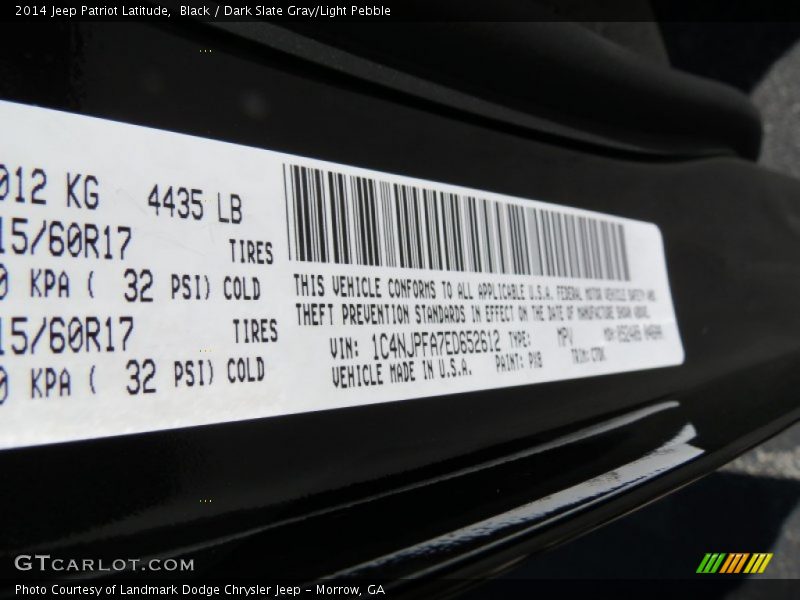 2014 Jeep Patriot Latitude, Black / Dark Slate Gray/Light Pebble
012 KG 4435 LB
15/60R17 TIRES
0 KPA ( 32 PSI) COLD
15/60R17 TIRES
0 KPA ( 32 PSI) COLD
THIS VEHICLE CONFORMS TO ALL APPLICABLE U.S.A. FEDERAL MOTOR VEHICLE SAFETY AND
THEFT PREVENTION STANDARDS IN EFFECT ON THE DATE OF MANUFACTURE SHOWN ABOVE.
VIN: 1C4NJPFA7ED652612 TYPE: MPV
VEHICLE MADE IN U.S.A. PAINT: PXB TRIM:
GTCARLOT.COM
Photo Courtesy of Landmark Dodge Chrysler Jeep - Morrow, GA